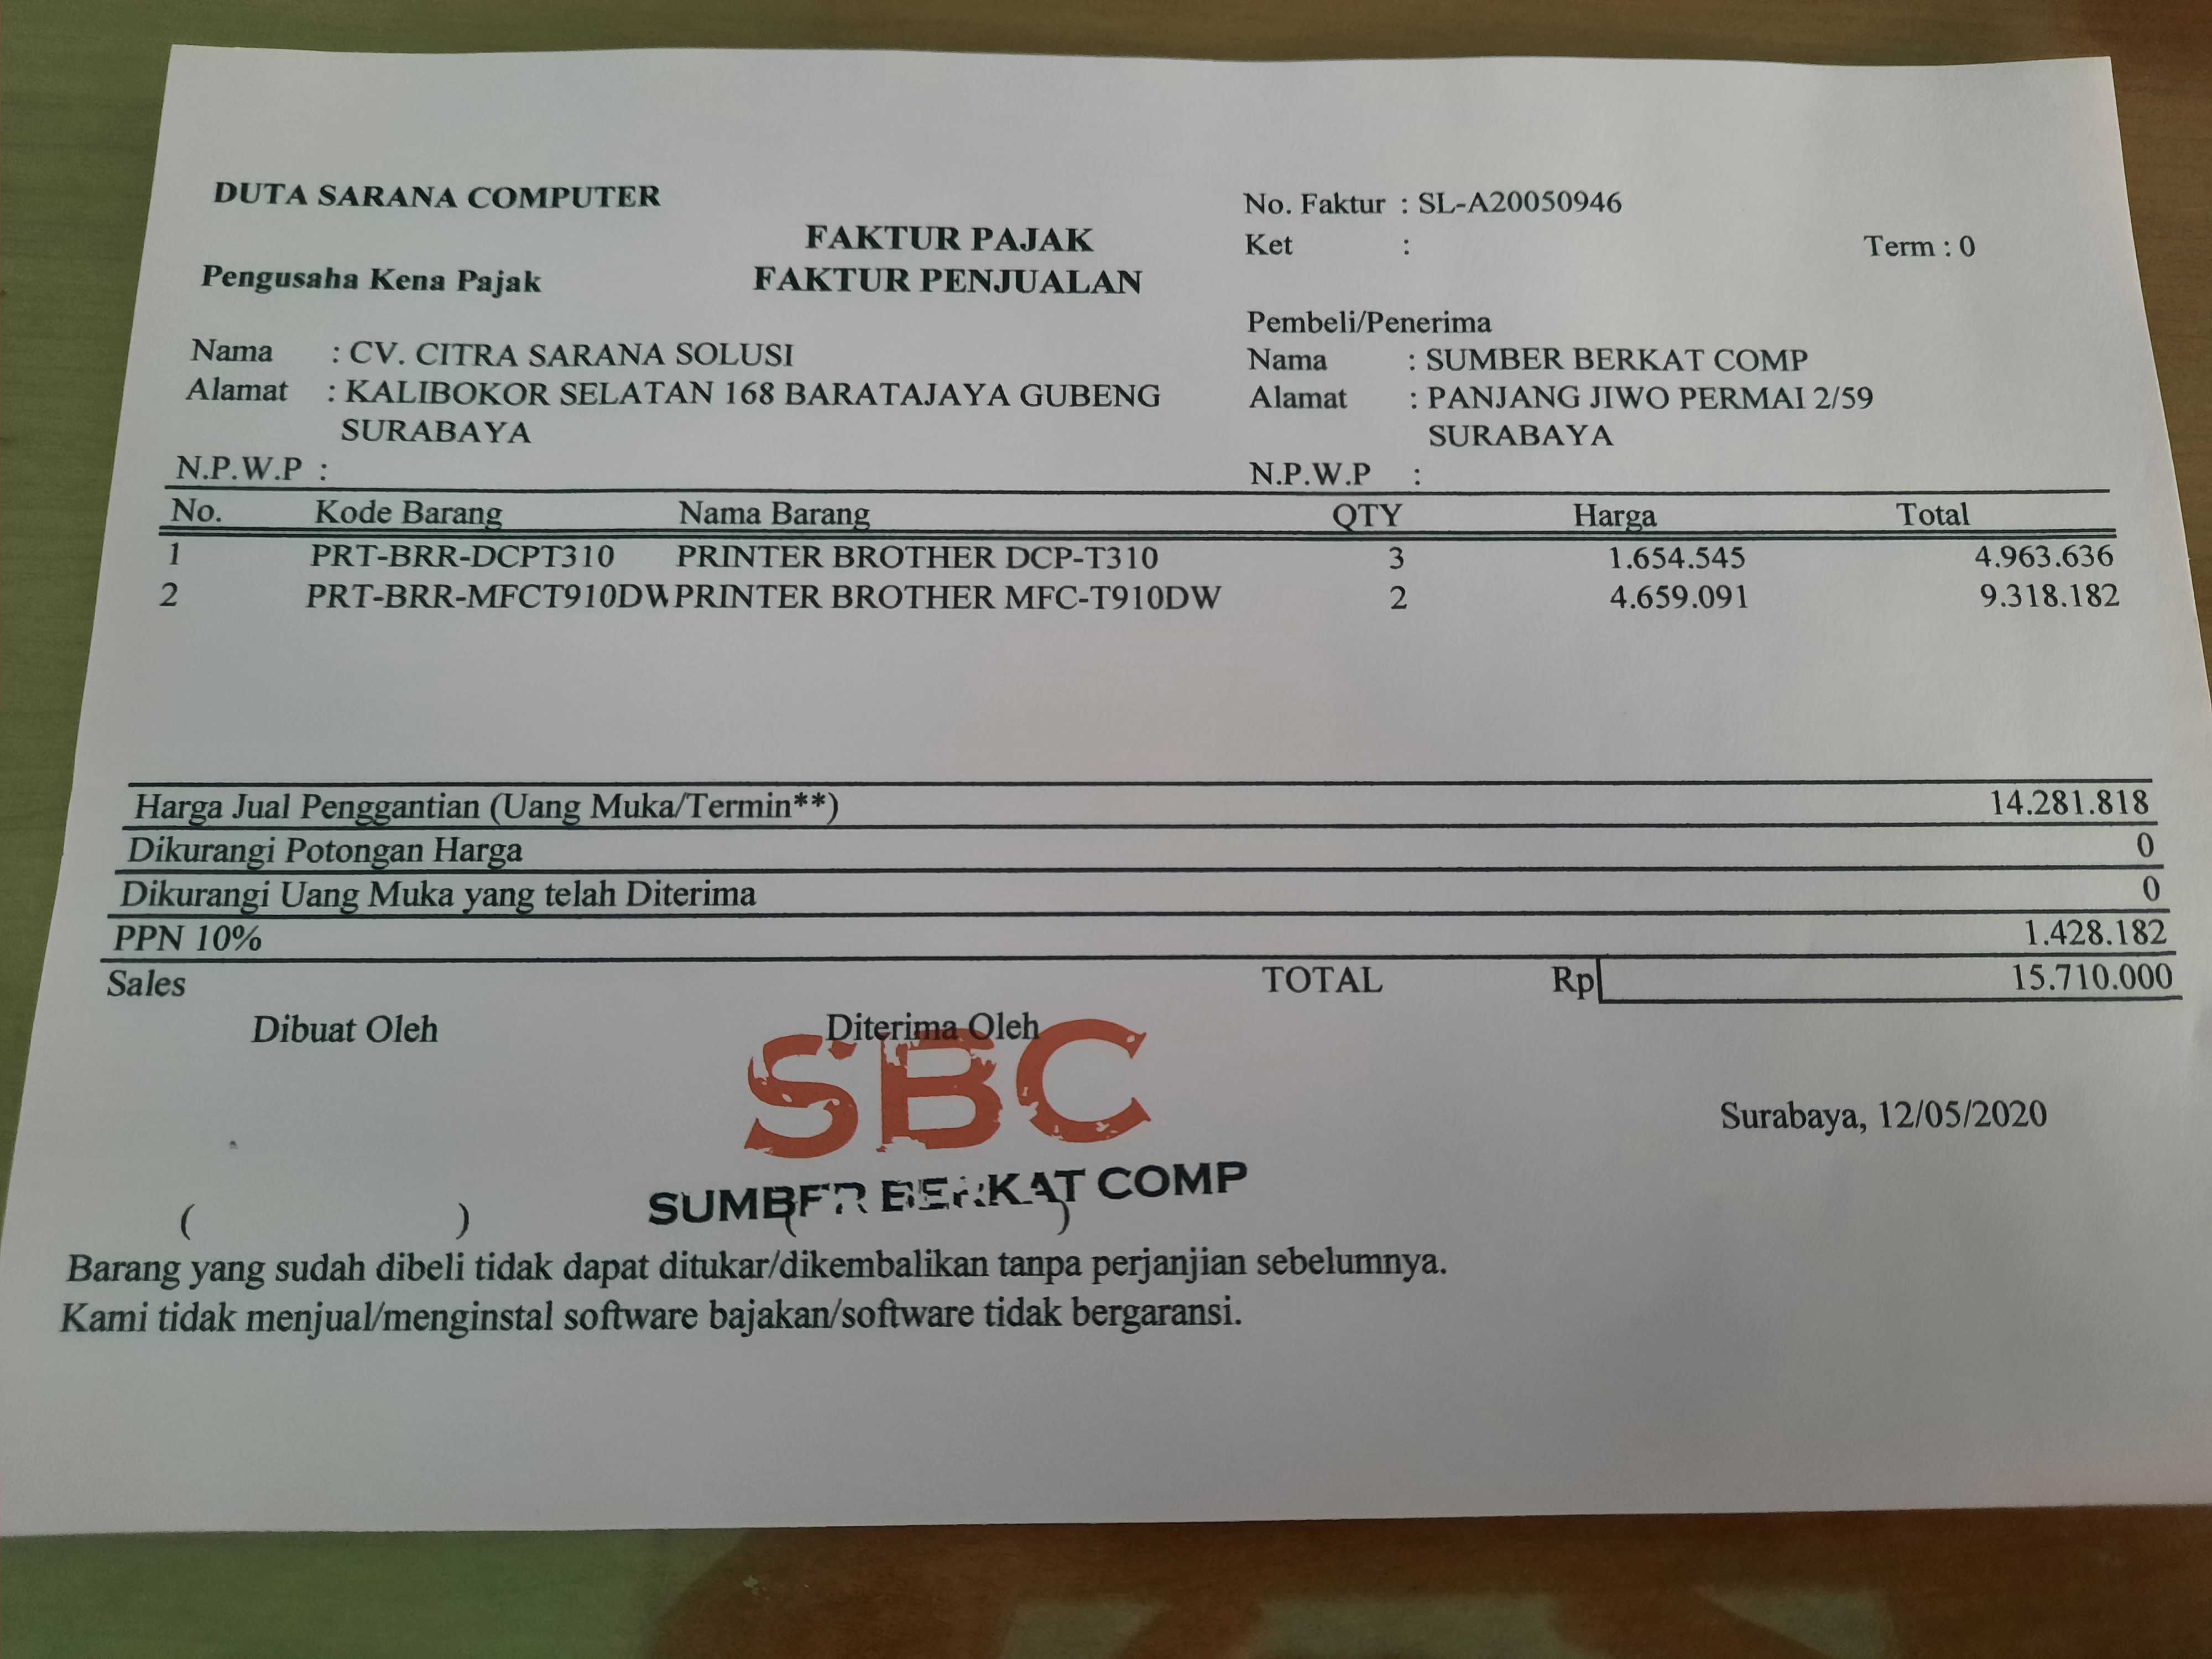 DUTA SARANA COMPUTER
FAKTUR PAJAK
FAKTUR PENJUALAN
No. Faktur : SL-A20050946
Ket :
Term : 0
Pengusaha Kena Pajak
Nama : CV. CITRA SARANA SOLUSI
Alamat : KALIBOKOR SELATAN 168 BARATAJAYA GUBENG
SURABAYA
N.P.W.P :
Pembeli/Penerima
Nama : SUMBER BERKAT COMP
Alamat : PANJANG JIWO PERMAI 2/59
SURABAYA
N.P.W.P :
No. Kode Barang Nama Barang QTY Harga Total
1 PRT-BRR-DCPT310 PRINTER BROTHER DCP-T310 3 1.654.545 4.963.636
2 PRT-BRR-MFCT910DW PRINTER BROTHER MFC-T910DW 2 4.659.091 9.318.182
Harga Jual Penggantian (Uang Muka/Termin**) 14.281.818
Dikurangi Potongan Harga 0
Dikurangi Uang Muka yang telah Diterima 0
PPN 10% 1.428.182
Sales TOTAL Rp 15.710.000
Dibuat Oleh Diterima Oleh
SBC
SUMBER BERKAT COMP
Surabaya, 12/05/2020
( ) ( )
Barang yang sudah dibeli tidak dapat ditukar/dikembalikan tanpa perjanjian sebelumnya.
Kami tidak menjual/menginstal software bajakan/software tidak bergaransi.